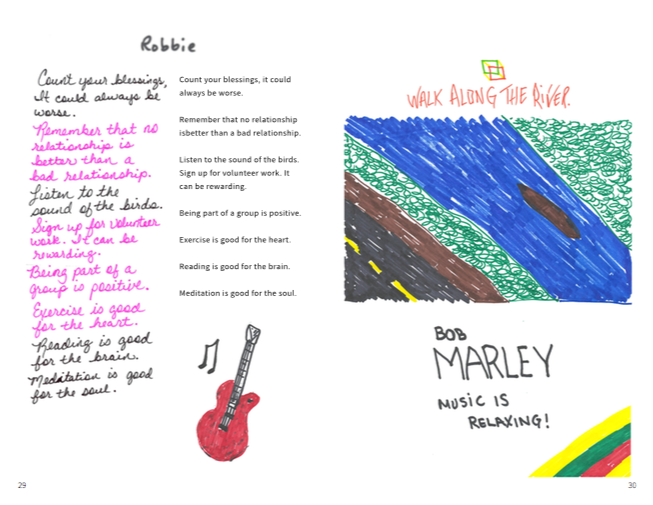 Robbie
Count your blessings,
It could always be
worse.
Remember that no
relationship is
better than a
bad relationship.
Listen to the
sound of the birds.
Sign up for volunteer
work. It can be
rewarding.
Being part of a
group is positive.
Exercise is good
for the heart.
Reading is good
for the brain.
Meditation is good
for the soul.
Count your blessings, it could
always be worse.
Remember that no relationship
isbetter than a bad relationship.
Listen to the sound of the birds.
Sign up for volunteer work. It
can be rewarding.
Being part of a group is positive.
Exercise is good for the heart.
Reading is good for the brain.
Meditation is good for the soul.
29
WALK ALONG THE RIVER.
BOB
MARLEY
MUSIC IS
RELAXING!
30